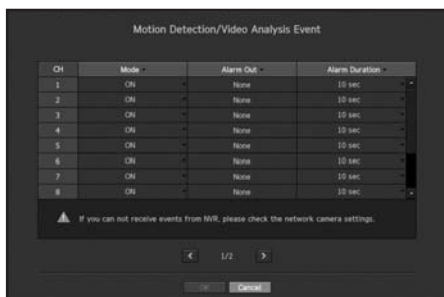 Motion Detection/Video Analysis Event
CH Mode Alarm Out Alarm Duration
1 ON None 10 sec
2 ON None 10 sec
3 ON None 10 sec
4 ON None 10 sec
5 ON None 10 sec
6 ON None 10 sec
7 ON None 10 sec
8 ON None 10 sec
If you can not receive events from NVR, please check the network camera settings.
< 1/2 >
OK Cancel